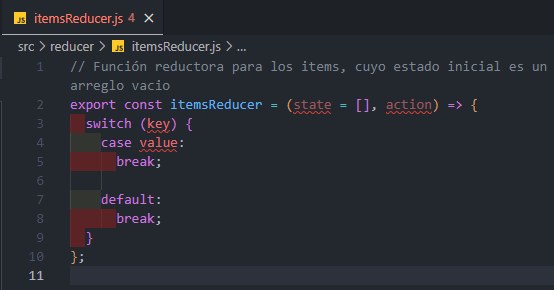 JS itemsReducer.js 4 ×
src > reducer > JS itemsReducer.js > ...
1 // Función reductora para los items, cuyo estado inicial es un
arreglo vacio
2 export const itemsReducer = (state = [], action) => {
3 switch (key) {
4 case value:
5 break;
6
7 default:
8 break;
9 }
10 };
11